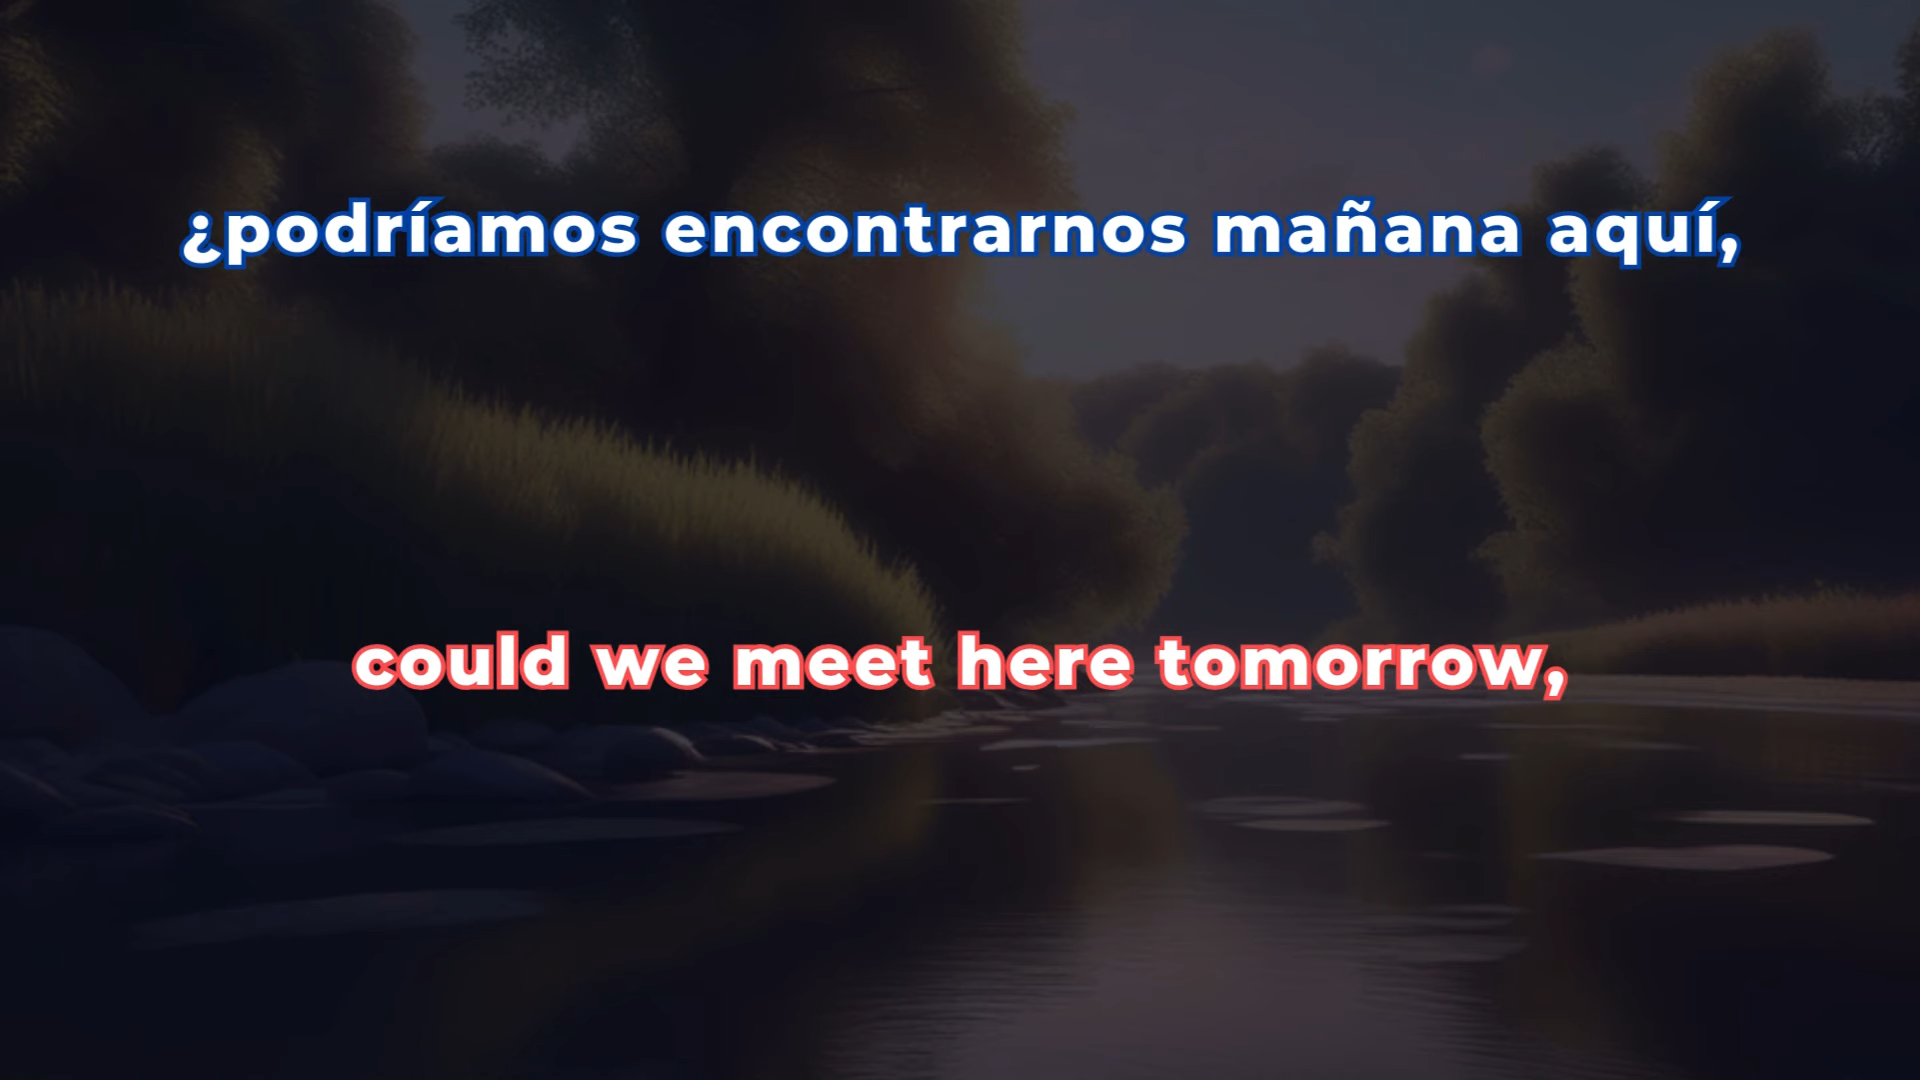 ¿podríamos encontrarnos mañana aquí,
could we meet here tomorrow,